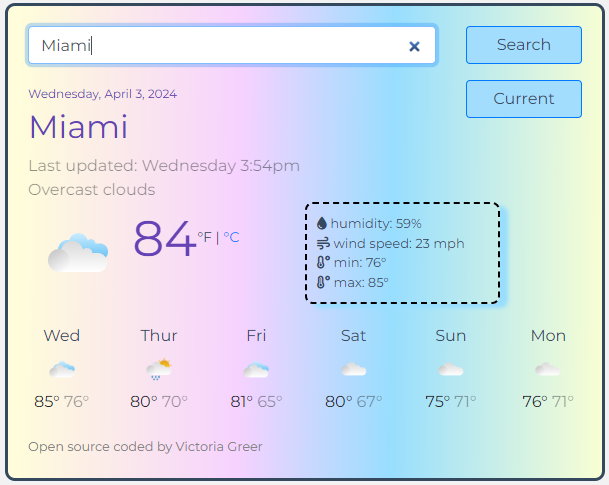 Miami
Search
Current
Wednesday, April 3, 2024
Miami
Last updated: Wednesday 3:54pm
Overcast clouds
84 °F | °C
humidity: 59%
wind speed: 23 mph
min: 76°
max: 85°
Wed Thur Fri Sat Sun Mon
85° 76° 80° 70° 81° 65° 80° 67° 75° 71° 76° 71°
Open source coded by Victoria Greer